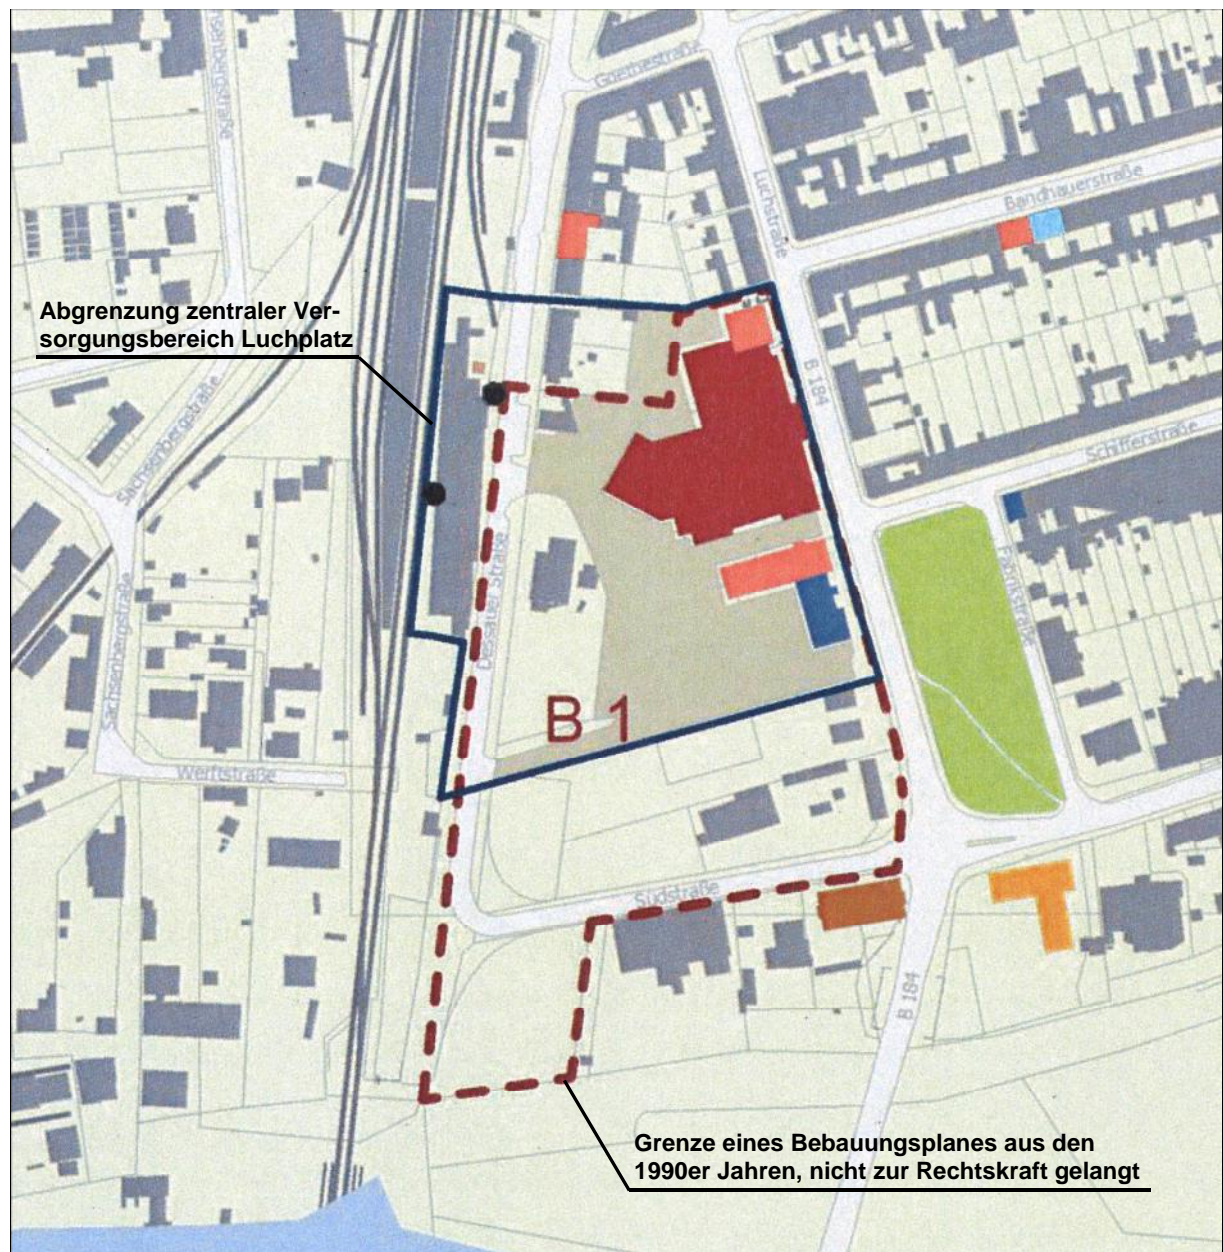 Goethestraße
Luchstraße
Bandhauerstraße
Abgrenzung zentraler Ver-
sorgungsbereich Luchplatz
B 184
Sachsenbergstraße
Schifferstraße
Dessauer Straße
Fabrikstraße
Sachsenbergstraße
B 1
Werftstraße
Südstraße
B 184
Grenze eines Bebauungsplanes aus den
1990er Jahren, nicht zur Rechtskraft gelangt